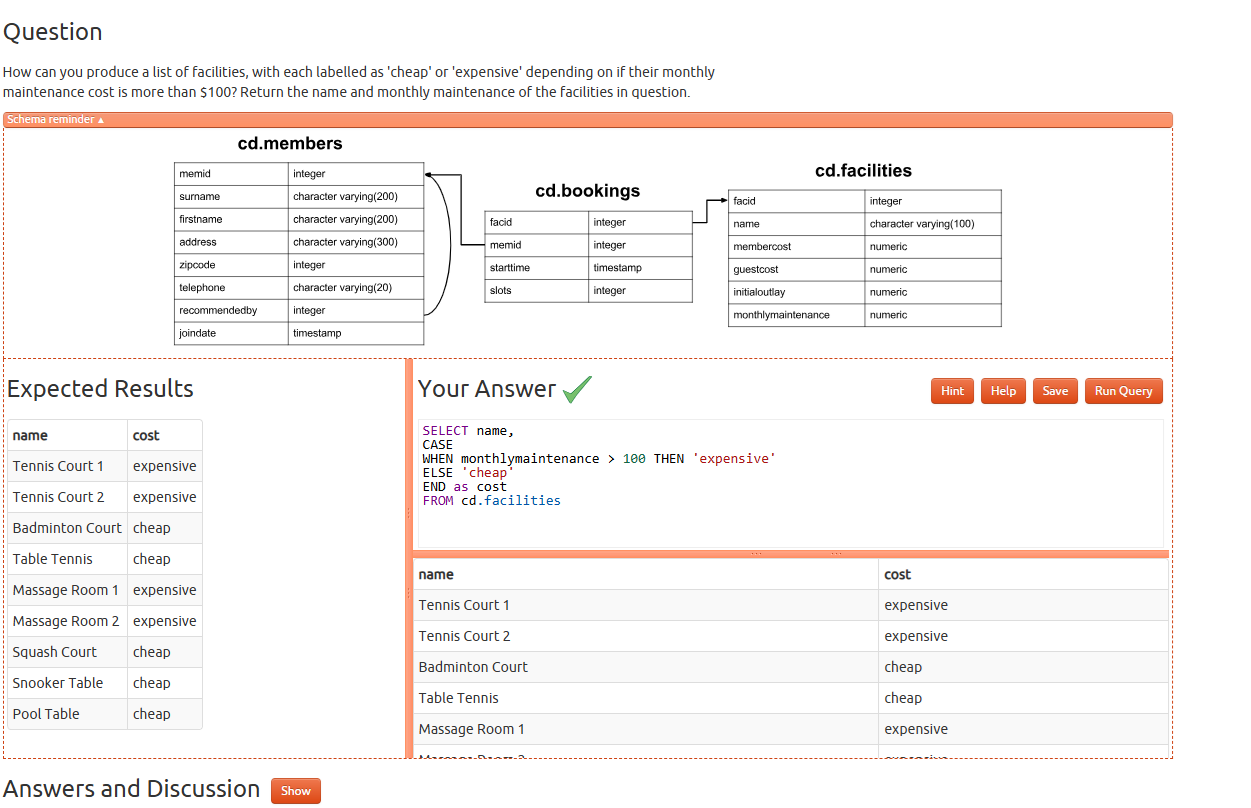 Question
How can you produce a list of facilities, with each labelled as 'cheap' or 'expensive' depending on if their monthly
maintenance cost is more than $100? Return the name and monthly maintenance of the facilities in question.
Schema reminder ▲
cd.members
memid integer
surname character varying(200)
firstname character varying(200)
address character varying(300)
zipcode integer
telephone character varying(20)
recommendedby integer
joindate timestamp
cd.bookings
facid integer
memid integer
starttime timestamp
slots integer
cd.facilities
facid integer
name character varying(100)
membercost numeric
guestcost numeric
initialoutlay numeric
monthlymaintenance numeric
Expected Results
name cost
Tennis Court 1 expensive
Tennis Court 2 expensive
Badminton Court cheap
Table Tennis cheap
Massage Room 1 expensive
Massage Room 2 expensive
Squash Court cheap
Snooker Table cheap
Pool Table cheap
Your Answer
Hint Help Save Run Query
SELECT name,
CASE
WHEN monthlymaintenance > 100 THEN 'expensive'
ELSE 'cheap'
END as cost
FROM cd.facilities
name cost
Tennis Court 1 expensive
Tennis Court 2 expensive
Badminton Court cheap
Table Tennis cheap
Massage Room 1 expensive
Massage Room 2 expensive
Answers and Discussion Show